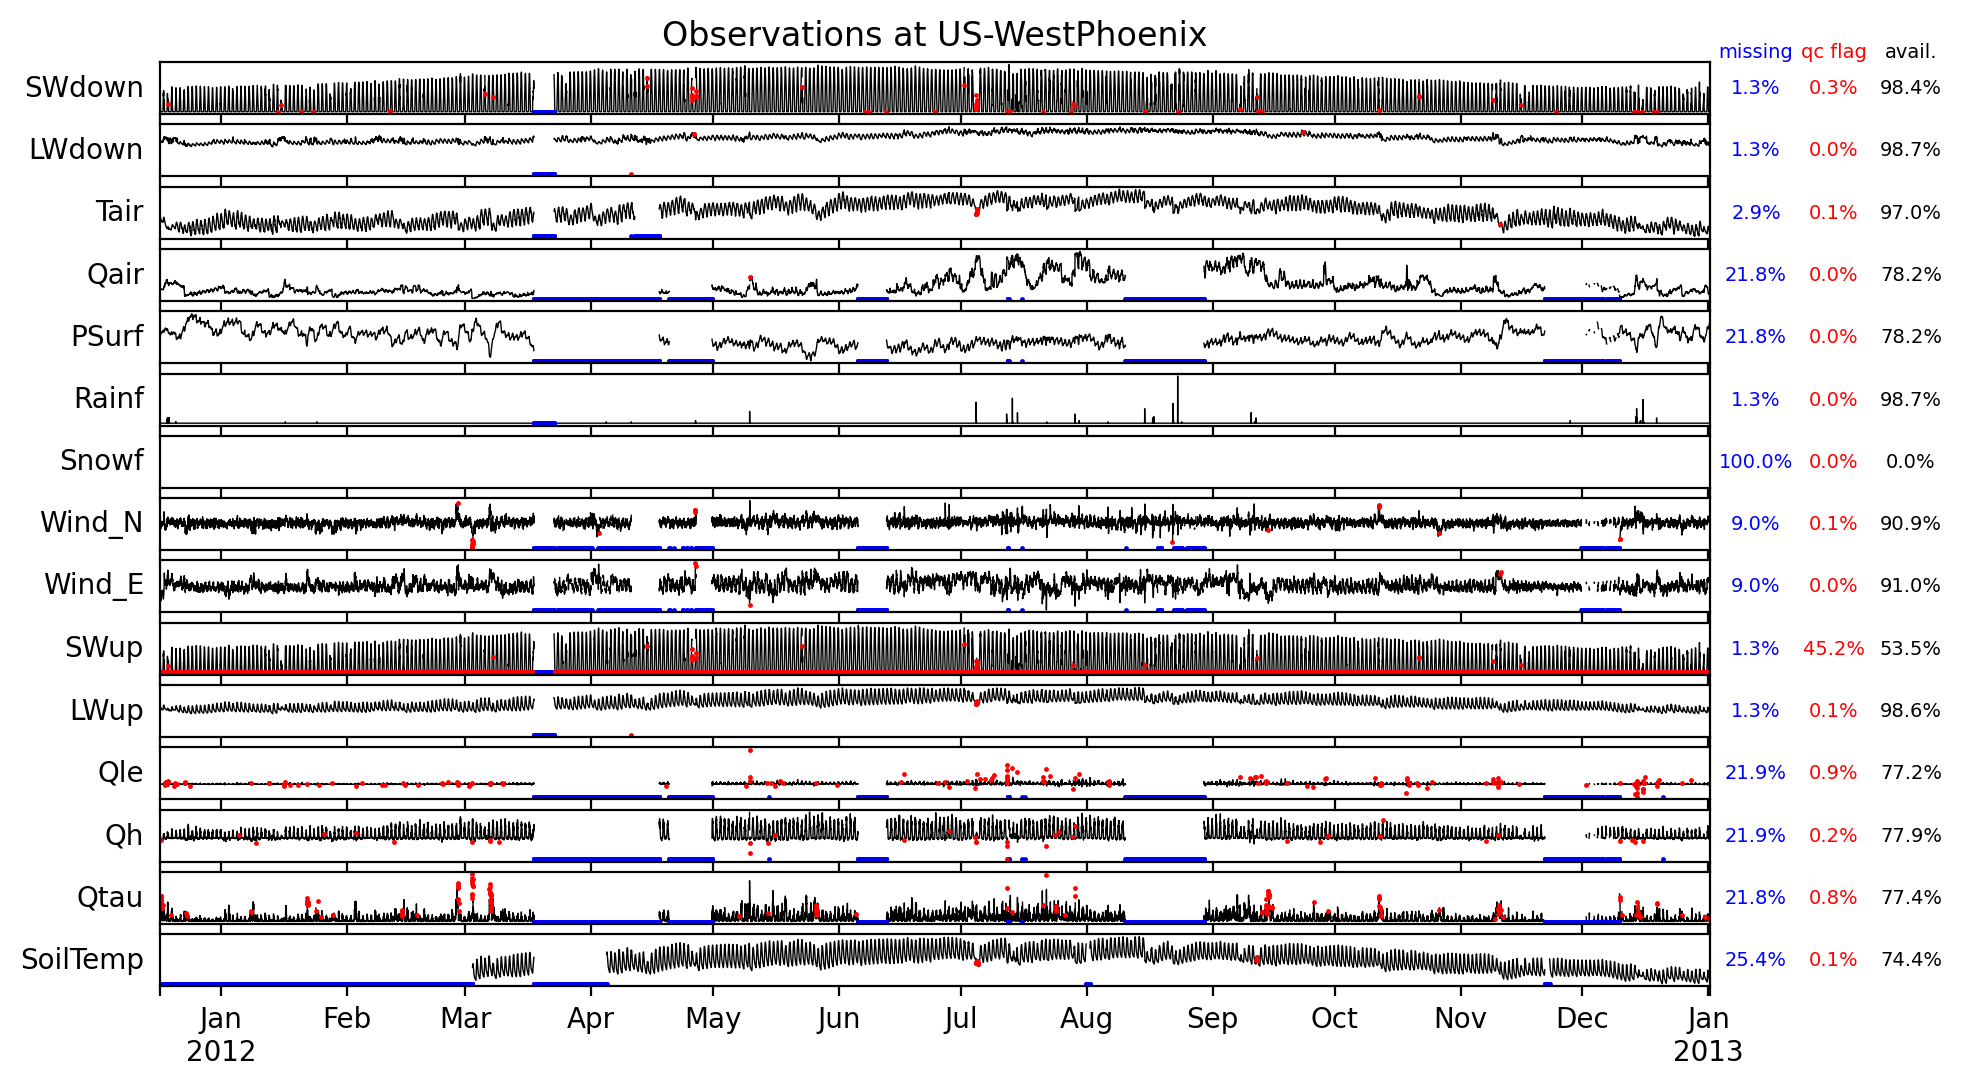 Observations at US-WestPhoenix
missing qc flag avail.
SWdown 1.3% 0.3% 98.4%
LWdown 1.3% 0.0% 98.7%
Tair 2.9% 0.1% 97.0%
Qair 21.8% 0.0% 78.2%
PSurf 21.8% 0.0% 78.2%
Rainf 1.3% 0.0% 98.7%
Snowf 100.0% 0.0% 0.0%
Wind_N 9.0% 0.1% 90.9%
Wind_E 9.0% 0.0% 91.0%
SWup 1.3% 45.2% 53.5%
LWup 1.3% 0.1% 98.6%
Qle 21.9% 0.9% 77.2%
Qh 21.9% 0.2% 77.9%
Qtau 21.8% 0.8% 77.4%
SoilTemp 25.4% 0.1% 74.4%
Jan Feb Mar Apr May Jun Jul Aug Sep Oct Nov Dec Jan
2012 2013